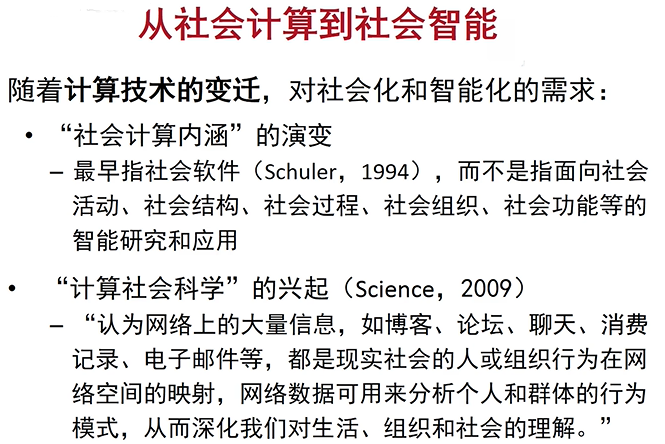 从社会计算到社会智能
随着计算技术的变迁，对社会化和智能化的需求：
• “社会计算内涵”的演变
– 最早指社会软件（Schuler，1994），而不是指面向社会
活动、社会结构、社会过程、社会组织、社会功能等的
智能研究和应用
• “计算社会科学”的兴起（Science，2009）
– “认为网络上的大量信息，如博客、论坛、聊天、消费
记录、电子邮件等，都是现实社会的人或组织行为在网
络空间的映射，网络数据可用来分析个人和群体的行为
模式，从而深化我们对生活、组织和社会的理解。”